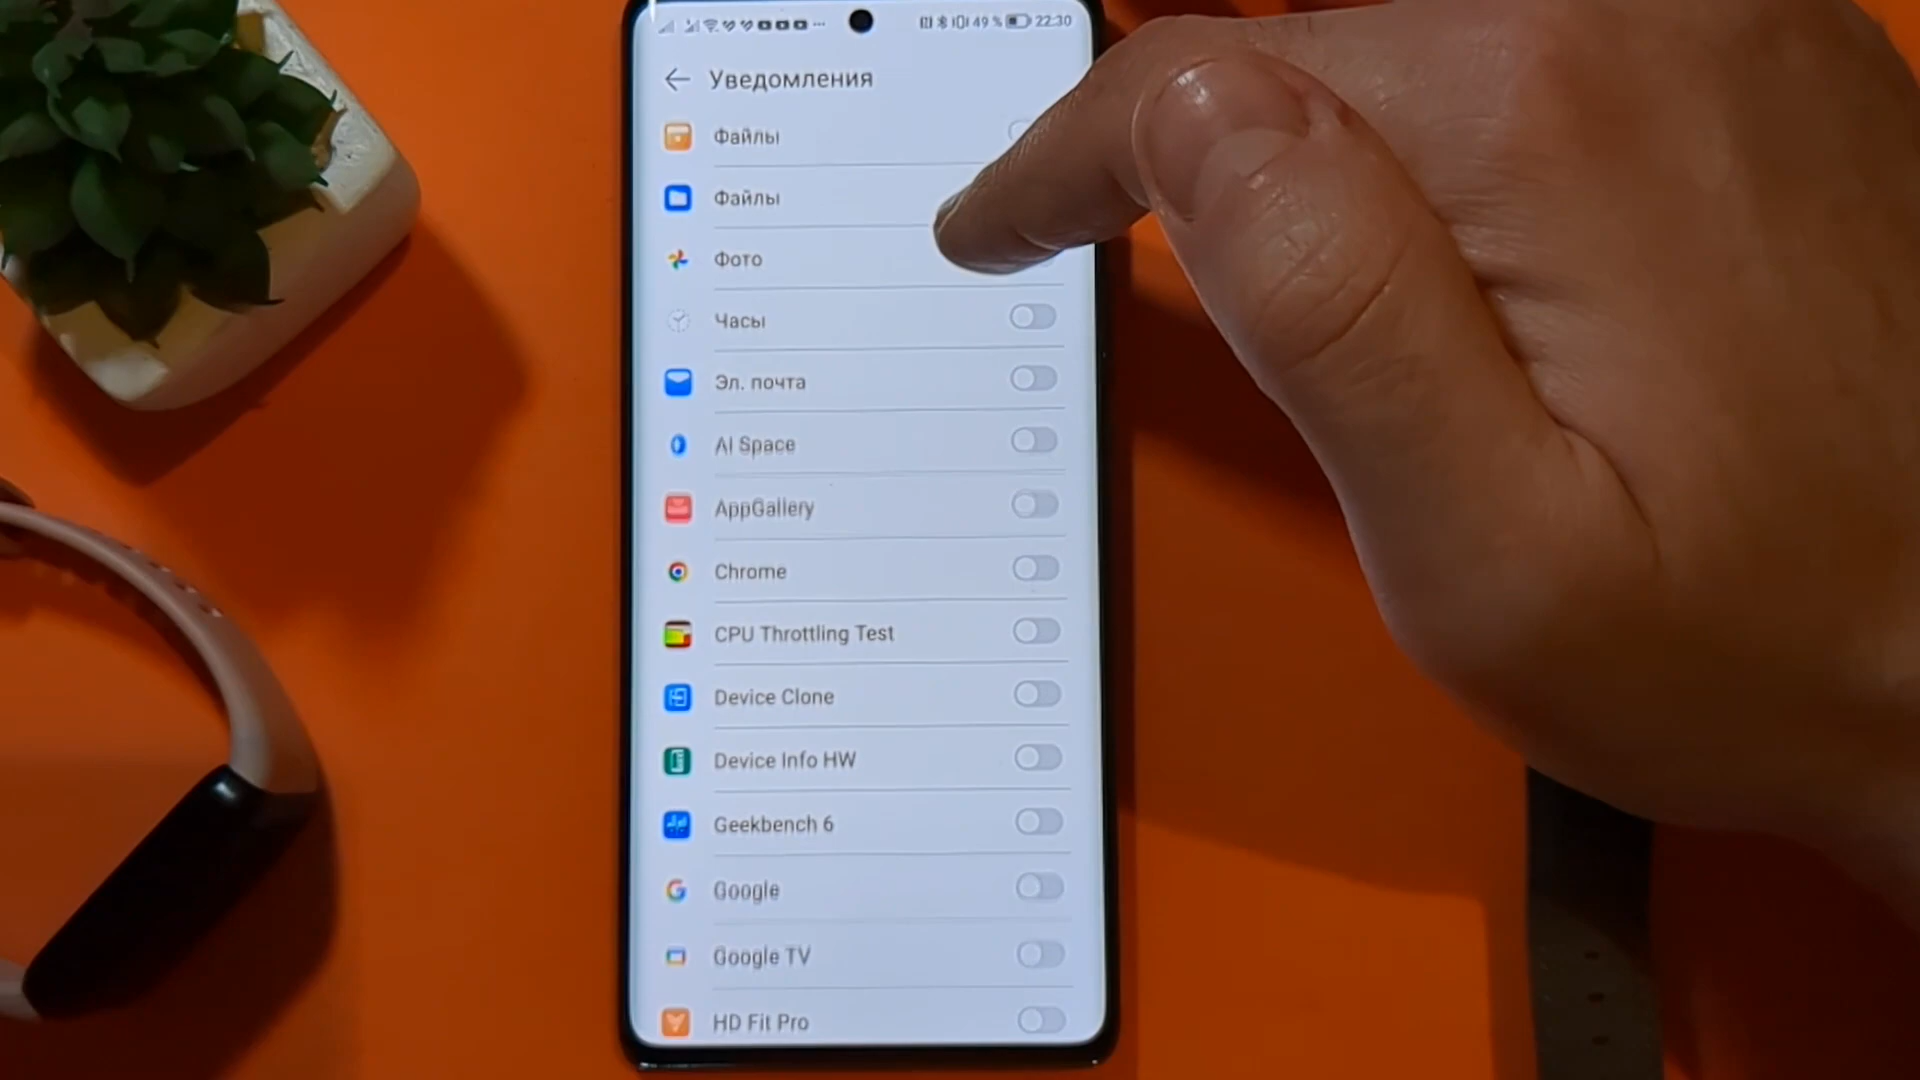 49 % 22:30
Уведомления
Файлы
Файлы
Фото
Часы
Эл. почта
AI Space
AppGallery
Chrome
CPU Throttling Test
Device Clone
Device Info HW
Geekbench 6
Google
Google TV
HD Fit Pro